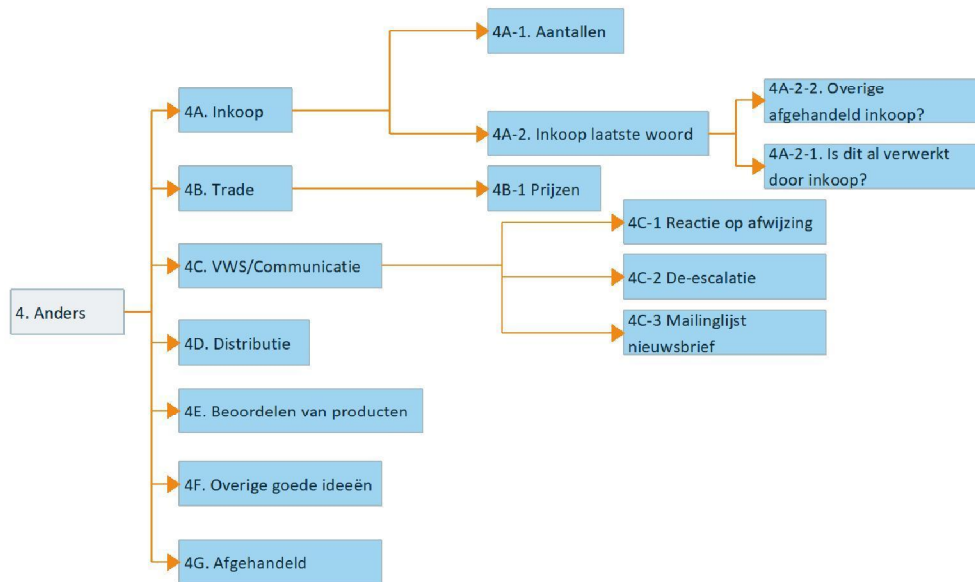 4A-1. Aantallen
4A-2-2. Overige
afgehandeld inkoop?
4A. Inkoop
4A-2. Inkoop laatste woord
4A-2-1. Is dit al verwerkt
door inkoop?
4B. Trade
4B-1 Prijzen
4C-1 Reactie op afwijzing
4C. VWS/Communicatie
4C-2 De-escalatie
4. Anders
4C-3 Mailinglijst
nieuwsbrief
4D. Distributie
4E. Beoordelen van producten
4F. Overige goede ideeën
4G. Afgehandeld